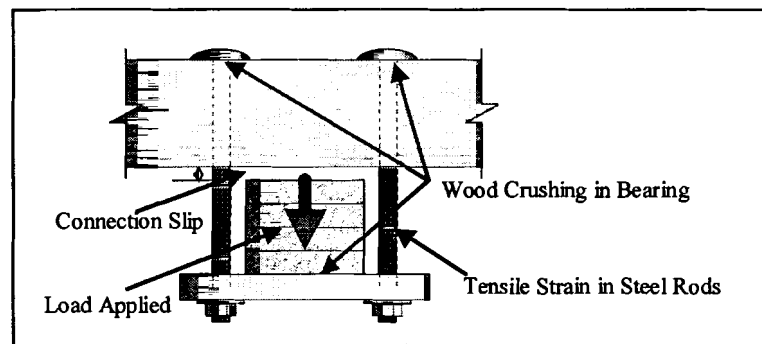 Wood Crushing in Bearing
Connection Slip
Load Applied
Tensile Strain in Steel Rods